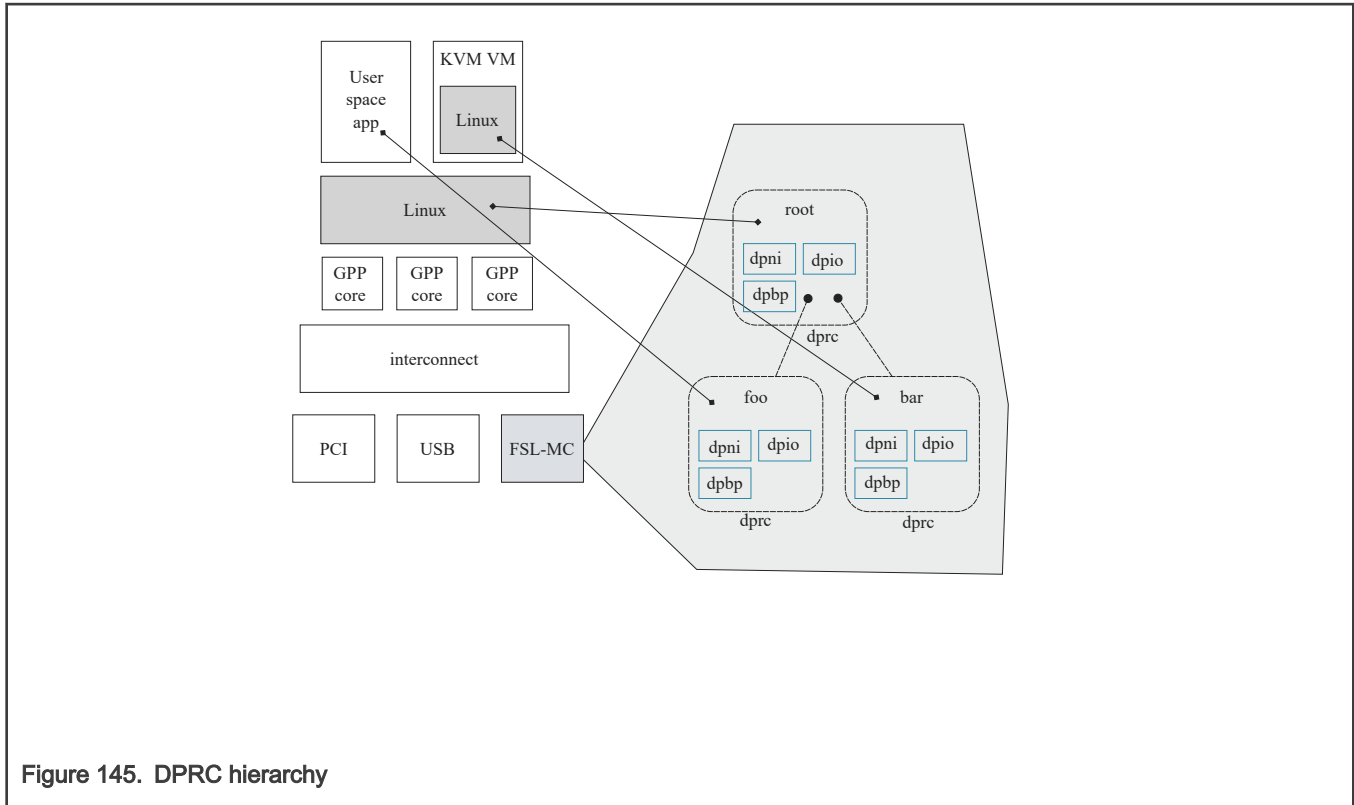 User
space
app
KVM VM
Linux
Linux
GPP
core
GPP
core
GPP
core
interconnect
PCI
USB
FSL-MC
root
dpni
dpio
dpbp
dprc
foo
dpni
dpio
dpbp
dprc
bar
dpni
dpio
dpbp
dprc
Figure 145. DPRC hierarchy